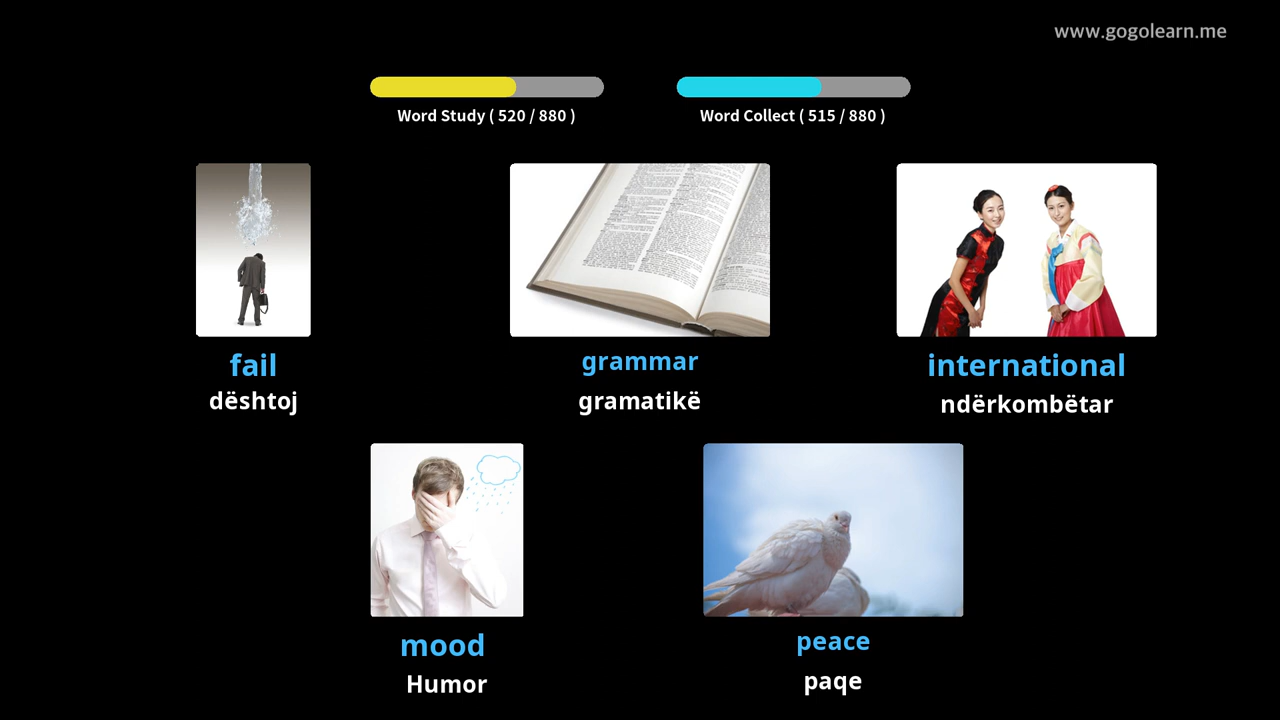 www.gogolearn.me
Word Study ( 520 / 880 )
Word Collect ( 515 / 880 )
fail
dështoj
grammar
gramatikë
international
ndërkombëtar
mood
Humor
peace
paqe